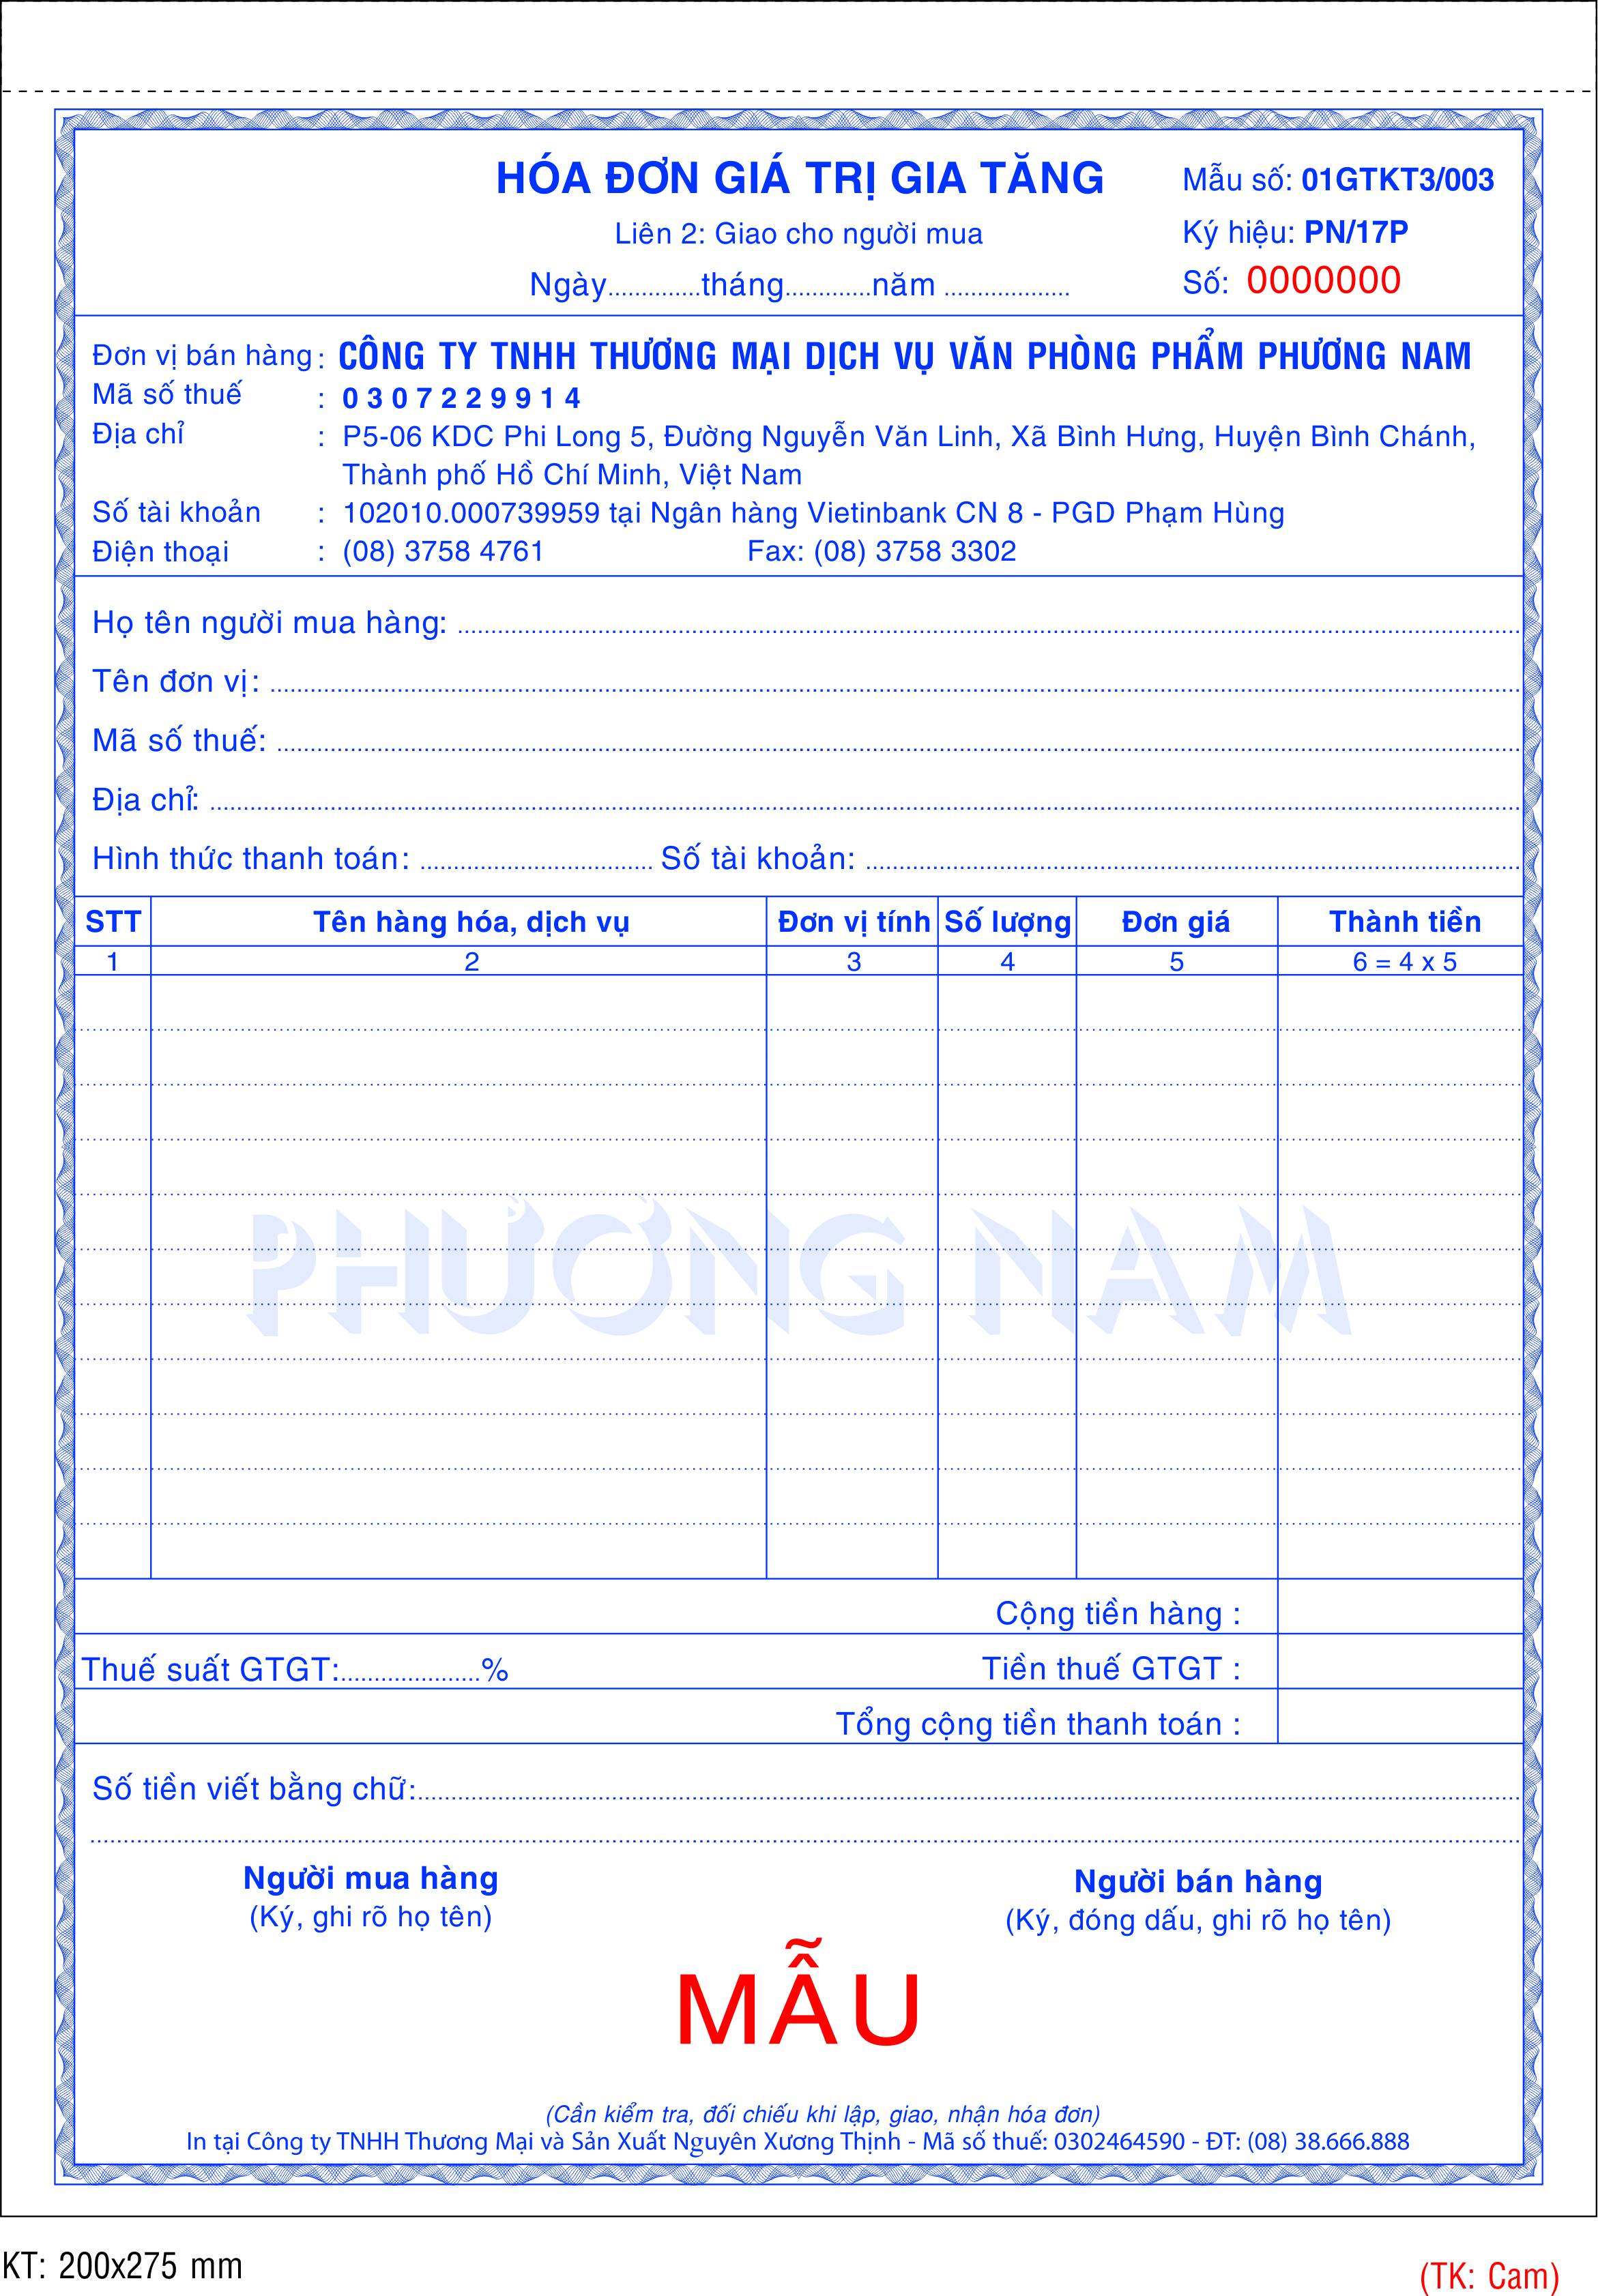 HÓA ĐƠN GIÁ TRỊ GIA TĂNG
Mẫu số: 01GTKT3/003
Liên 2: Giao cho người mua
Ký hiệu: PN/17P
Ngày..............tháng.............năm ...................
Số: 0000000
Đơn vị bán hàng : CÔNG TY TNHH THƯƠNG MẠI DỊCH VỤ VĂN PHÒNG PHẨM PHƯƠNG NAM
Mã số thuế : 0 3 0 7 2 2 9 9 1 4
Địa chỉ : P5-06 KDC Phi Long 5, Đường Nguyễn Văn Linh, Xã Bình Hưng, Huyện Bình Chánh,
Thành phố Hồ Chí Minh, Việt Nam
Số tài khoản : 102010.000739959 tại Ngân hàng Vietinbank CN 8 - PGD Phạm Hùng
Điện thoại : (08) 3758 4761 Fax: (08) 3758 3302
Họ tên người mua hàng: ..............................
Tên đơn vị: ..............................
Mã số thuế: ..............................
Địa chỉ: ..............................
Hình thức thanh toán: .............................. Số tài khoản: ..............................
STT Tên hàng hóa, dịch vụ Đơn vị tính Số lượng Đơn giá Thành tiền
1 2 3 4 5 6 = 4 x 5
PHƯƠNG NAM
Cộng tiền hàng :
Thuế suất GTGT:.....................% Tiền thuế GTGT :
Tổng cộng tiền thanh toán :
Số tiền viết bằng chữ:..............................
Người mua hàng Người bán hàng
(Ký, ghi rõ họ tên) (Ký, đóng dấu, ghi rõ họ tên)
MẪU
(Cần kiểm tra, đối chiếu khi lập, giao, nhận hóa đơn)
In tại Công ty TNHH Thương Mại và Sản Xuất Nguyên Xương Thịnh - Mã số thuế: 0302464590 - ĐT: (08) 38.666.888
KT: 200x275 mm
(TK: Cam)